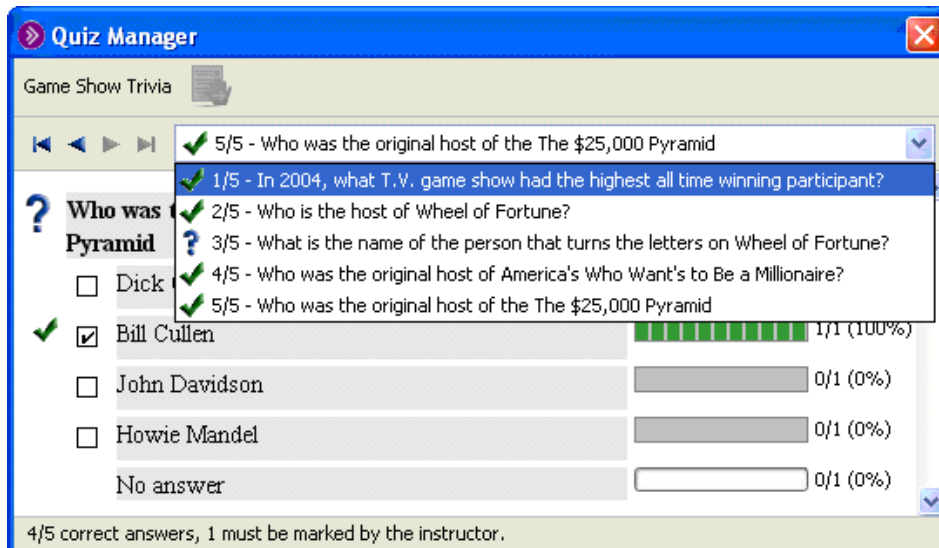 Quiz Manager
Game Show Trivia
5/5 - Who was the original host of the The $25,000 Pyramid
1/5 - In 2004, what T.V. game show had the highest all time winning participant?
2/5 - Who is the host of Wheel of Fortune?
3/5 - What is the name of the person that turns the letters on Wheel of Fortune?
4/5 - Who was the original host of America's Who Want's to Be a Millionaire?
5/5 - Who was the original host of the The $25,000 Pyramid
Who was
Pyramid
Dick
Bill Cullen 1/1 (100%)
John Davidson 0/1 (0%)
Howie Mandel 0/1 (0%)
No answer 0/1 (0%)
4/5 correct answers, 1 must be marked by the instructor.